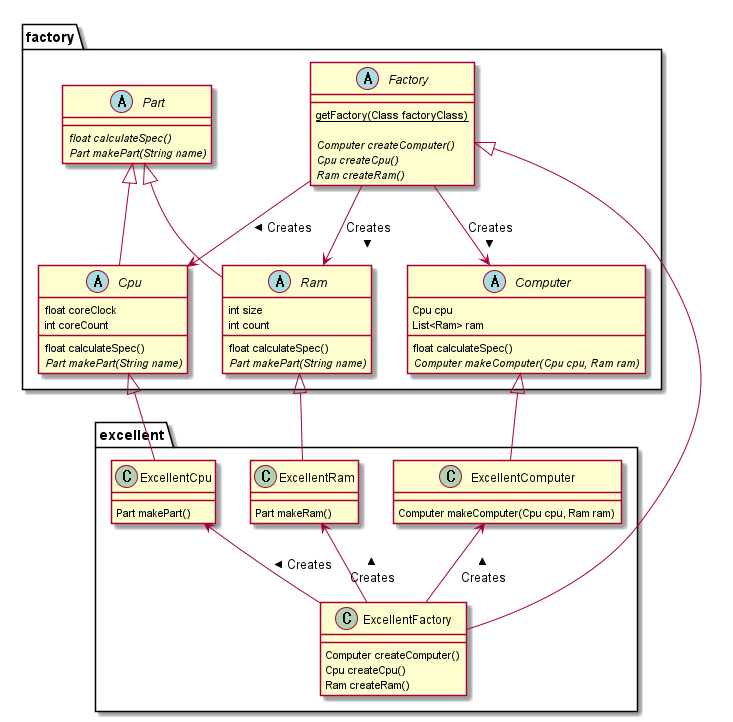 factory
A Part
float calculateSpec()
Part makePart(String name)
A Factory
getFactory(Class factoryClass)
Computer createComputer()
Cpu createCpu()
Ram createRam()
◄ Creates
Creates
▼
Creates
▼
A Cpu
float coreClock
int coreCount
float calculateSpec()
Part makePart(String name)
A Ram
int size
int count
float calculateSpec()
Part makePart(String name)
A Computer
Cpu cpu
List<Ram> ram
float calculateSpec()
Computer makeComputer(Cpu cpu, Ram ram)
excellent
C ExcellentCpu
Part makePart()
C ExcellentRam
Part makeRam()
C ExcellentComputer
Computer makeComputer(Cpu cpu, Ram ram)
◄ Creates
▲
Creates
▲
Creates
C ExcellentFactory
Computer createComputer()
Cpu createCpu()
Ram createRam()